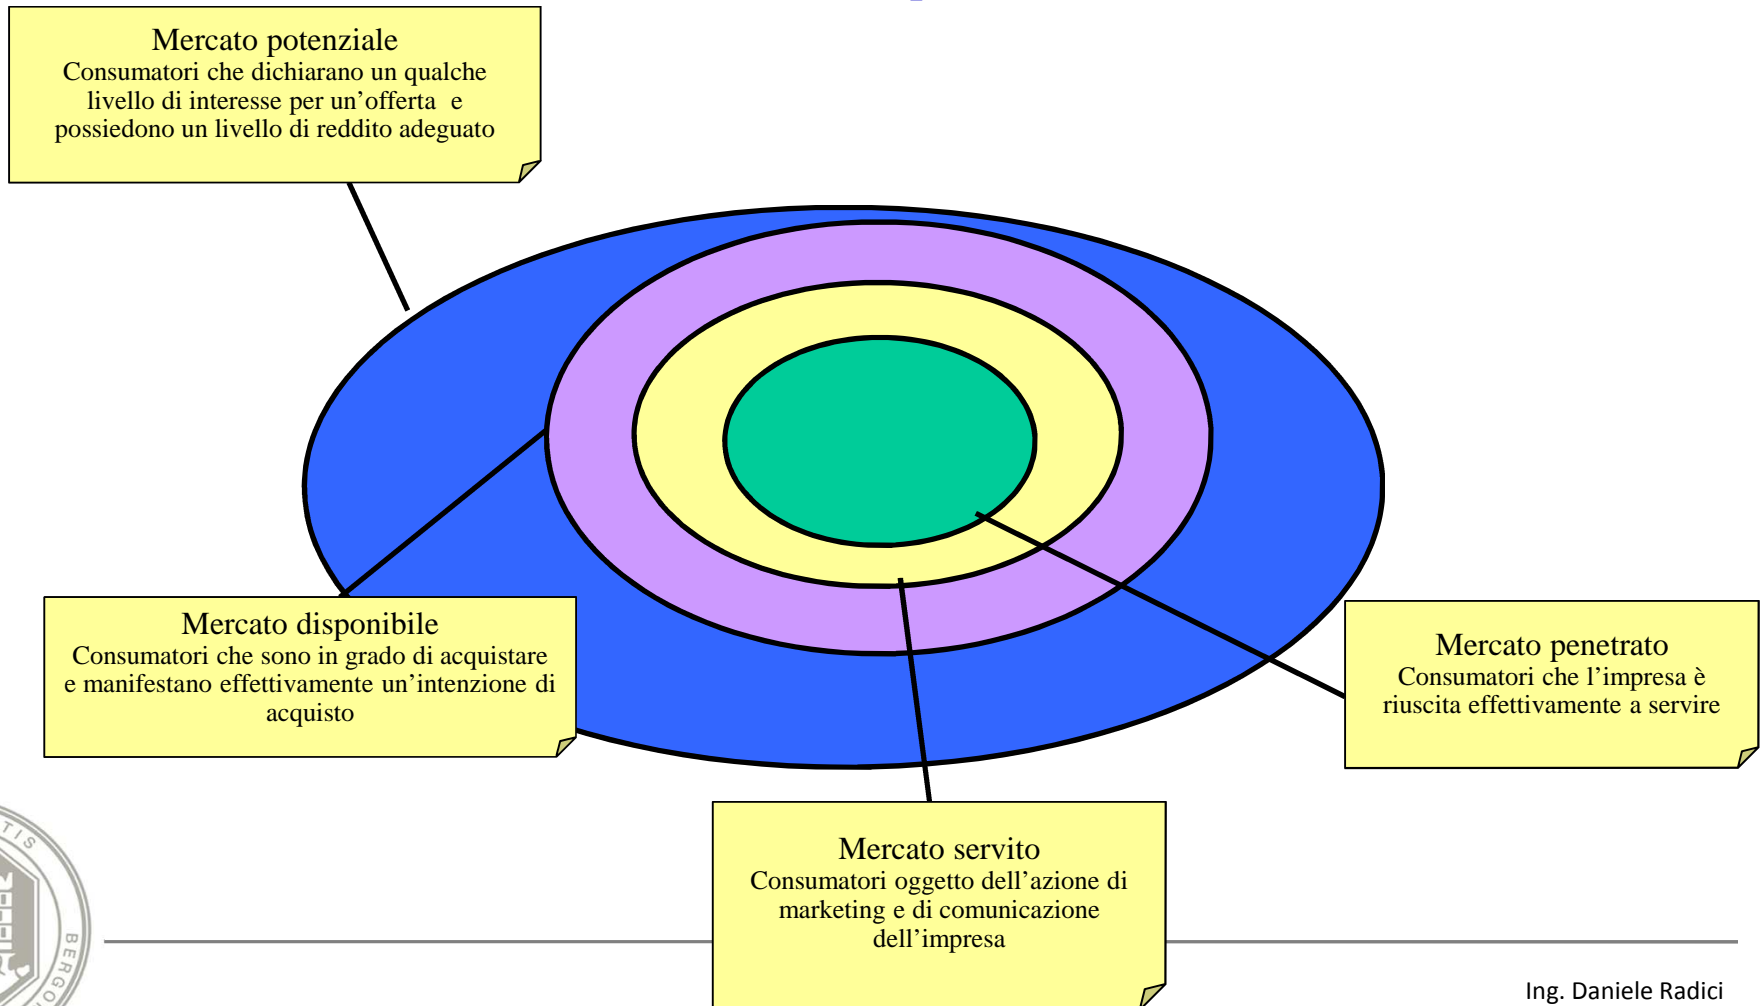 Mercato potenziale
Consumatori che dichiarano un qualche
livello di interesse per un’offerta e
possiedono un livello di reddito adeguato
Mercato disponibile
Consumatori che sono in grado di acquistare
e manifestano effettivamente un’intenzione di
acquisto
Mercato penetrato
Consumatori che l’impresa è
riuscita effettivamente a servire
Mercato servito
Consumatori oggetto dell’azione di
marketing e di comunicazione
dell’impresa
Ing. Daniele Radici